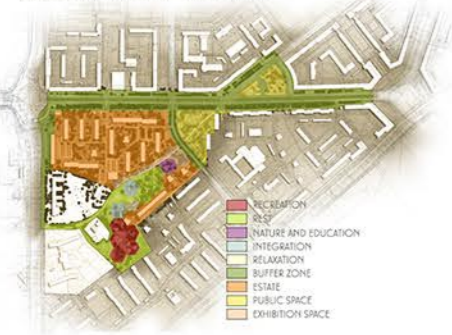 RECREATION
REST
NATURE AND EDUCATION
INTEGRATION
RELAXATION
BUFFER ZONE
ESTATE
PUBLIC SPACE
EXHIBITION SPACE